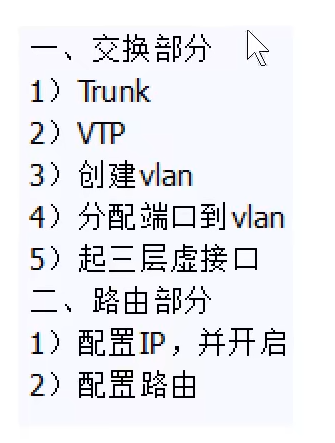 一、交换部分
1）Trunk
2）VTP
3）创建vlan
4）分配端口到vlan
5）起三层虚接口
二、路由部分
1）配置IP，并开启
2）配置路由